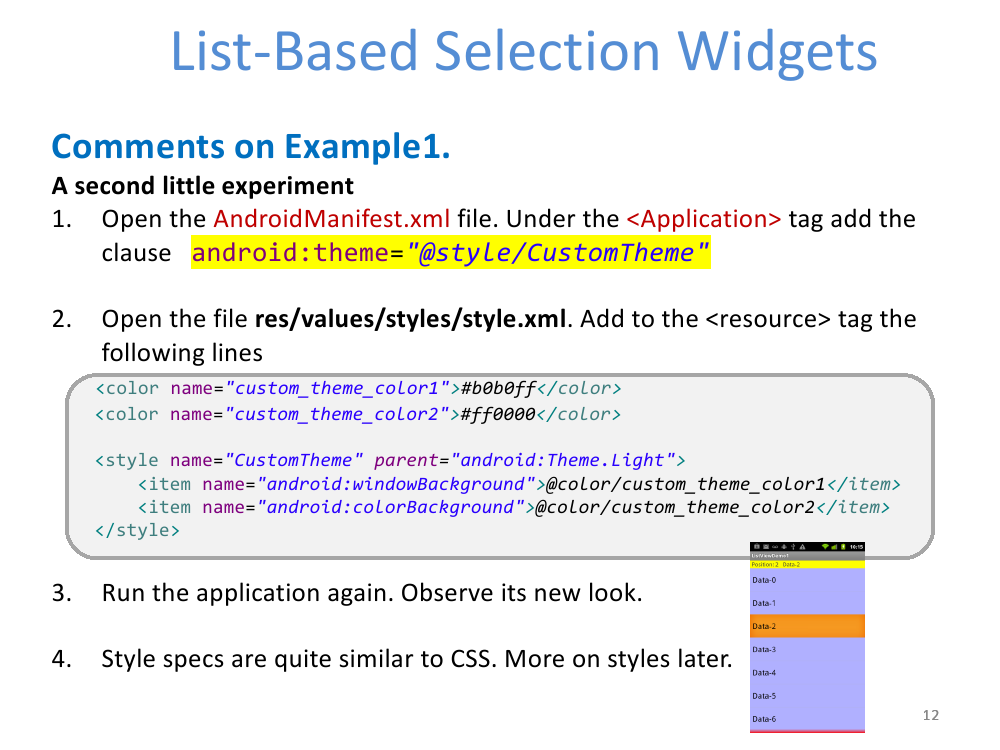 List-Based Selection Widgets
Comments on Example1.
A second little experiment
1. Open the AndroidManifest.xml file. Under the <Application> tag add the
clause android:theme="@style/CustomTheme"
2. Open the file res/values/styles/style.xml. Add to the <resource> tag the
following lines
<color name="custom_theme_color1">#b0b0ff</color>
<color name="custom_theme_color2">#ff0000</color>
<style name="CustomTheme" parent="android:Theme.Light">
<item name="android:windowBackground">@color/custom_theme_color1</item>
<item name="android:colorBackground">@color/custom_theme_color2</item>
</style>
10:15
ListViewDemo1
Position: 2 Data-2
Data-0
Data-1
Data-2
Data-3
Data-4
Data-5
Data-6
3. Run the application again. Observe its new look.
4. Style specs are quite similar to CSS. More on styles later.
12